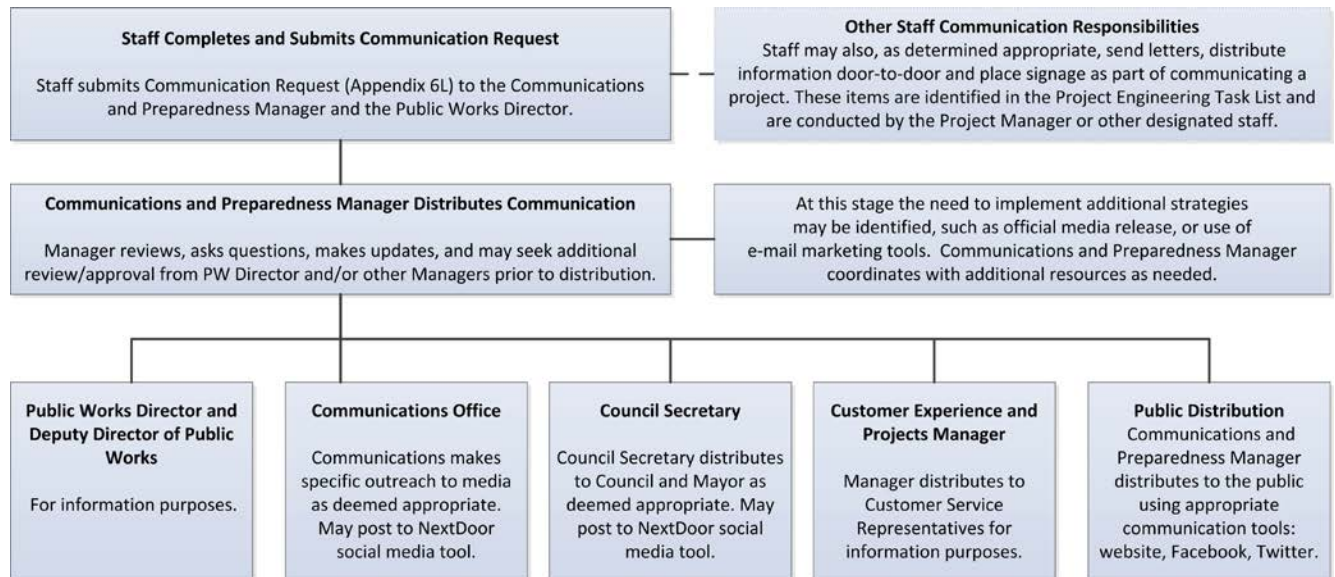 Staff Completes and Submits Communication Request
Staff submits Communication Request (Appendix 6L) to the Communications
and Preparedness Manager and the Public Works Director.
Other Staff Communication Responsibilities
Staff may also, as determined appropriate, send letters, distribute
information door-to-door and place signage as part of communicating a
project. These items are identified in the Project Engineering Task List and
are conducted by the Project Manager or other designated staff.
Communications and Preparedness Manager Distributes Communication
Manager reviews, asks questions, makes updates, and may seek additional
review/approval from PW Director and/or other Managers prior to distribution.
At this stage the need to implement additional strategies
may be identified, such as official media release, or use of
e-mail marketing tools. Communications and Preparedness Manager
coordinates with additional resources as needed.
Public Works Director and
Deputy Director of Public
Works
For information purposes.
Communications Office
Communications makes
specific outreach to media
as deemed appropriate.
May post to NextDoor
social media tool.
Council Secretary
Council Secretary distributes
to Council and Mayor as
deemed appropriate. May
post to NextDoor social
media tool.
Customer Experience and
Projects Manager
Manager distributes to
Customer Service
Representatives for
information purposes.
Public Distribution
Communications and
Preparedness Manager
distributes to the public
using appropriate
communication tools:
website, Facebook, Twitter.